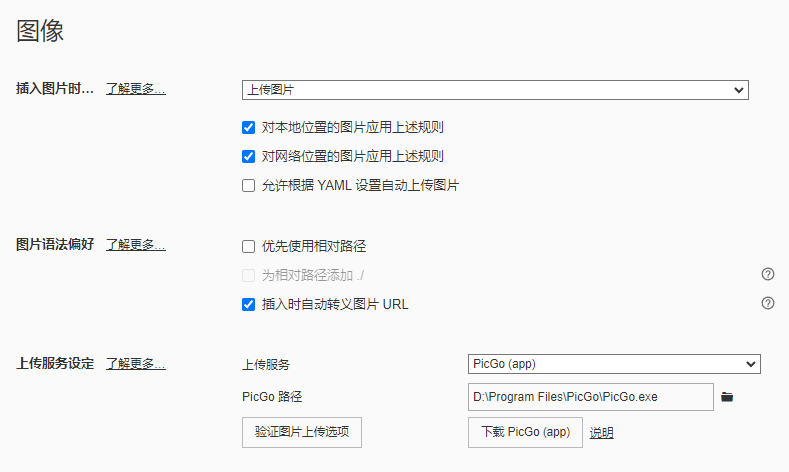 图像
插入图片时... 了解更多... 上传图片
对本地位置的图片应用上述规则
对网络位置的图片应用上述规则
允许根据 YAML 设置自动上传图片
图片语法偏好 了解更多... 优先使用相对路径
为相对路径添加 ./
插入时自动转义图片 URL
上传服务设定 了解更多... 上传服务 PicGo (app)
PicGo 路径 D:\Program Files\PicGo\PicGo.exe
验证图片上传选项 下载 PicGo (app) 说明